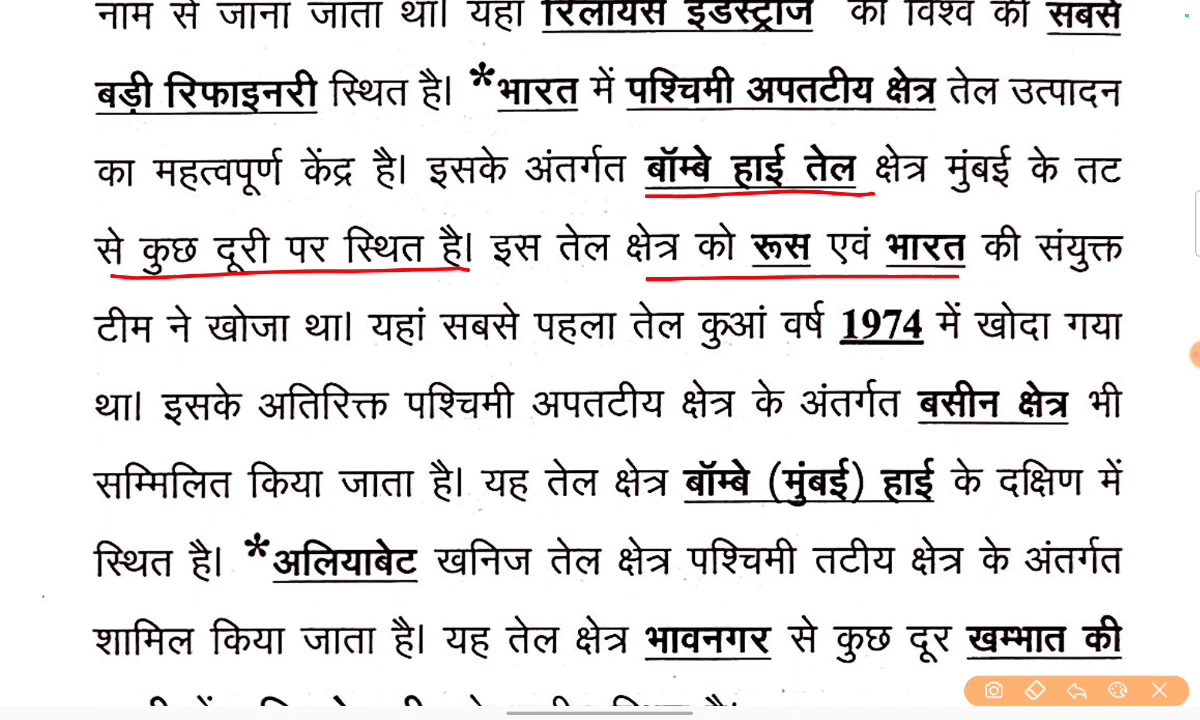 नाम से जाना जाता था। यहां रिलायंस इंडस्ट्रीज की विश्व की सबसे
बड़ी रिफाइनरी स्थित है। *भारत में पश्चिमी अपतटीय क्षेत्र तेल उत्पादन
का महत्वपूर्ण केंद्र है। इसके अंतर्गत बॉम्बे हाई तेल क्षेत्र मुंबई के तट
से कुछ दूरी पर स्थित है। इस तेल क्षेत्र को रूस एवं भारत की संयुक्त
टीम ने खोजा था। यहां सबसे पहला तेल कुआं वर्ष 1974 में खोदा गया
था। इसके अतिरिक्त पश्चिमी अपतटीय क्षेत्र के अंतर्गत बसीन क्षेत्र भी
सम्मिलित किया जाता है। यह तेल क्षेत्र बॉम्बे (मुंबई) हाई के दक्षिण में
स्थित है। *अलियाबेट खनिज तेल क्षेत्र पश्चिमी तटीय क्षेत्र के अंतर्गत
शामिल किया जाता है। यह तेल क्षेत्र भावनगर से कुछ दूर खम्भात की